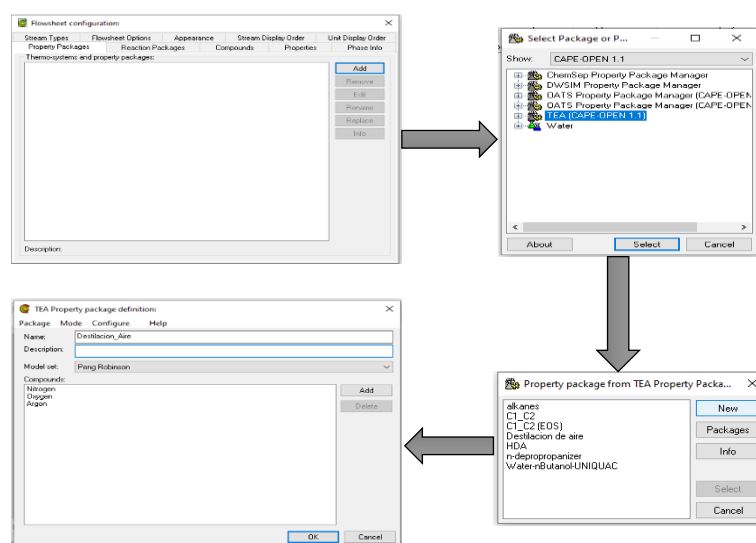 Flowsheet configuration:
Stream Types Flowsheet Options Appearance Stream Display Order Unit Display Order
Property Packages Reaction Packages Compounds Properties Phase Info
Thermo-systems and property packages:
Add
Remove
Edit
Rename
Replace
Info
Description:
Select Package or P...
Show: CAPE-OPEN 1.1
ChemSep Property Package Manager
DWSIM Property Package Manager
OATS Property Package Manager (CAPE-OPEN
OATS Property Package Manager (CAPE-OPEN
TEA (CAPE-OPEN 1.1)
Water
About Select Cancel
Property package from TEA Property Packa...
alkanes
C1_C2
C1_C2 (EOS)
Destilacion de aire
HDA
n-depropropanizer
Water-nButanol-UNIQUAC
New
Packages
Info
Select
Cancel
TEA Property package definition:
Package Mode Configure Help
Name: Destilacion_Aire
Description:
Model set: Peng Robinson
Compounds:
Nitrogen
Oxygen
Argon
Add
Delete
OK Cancel